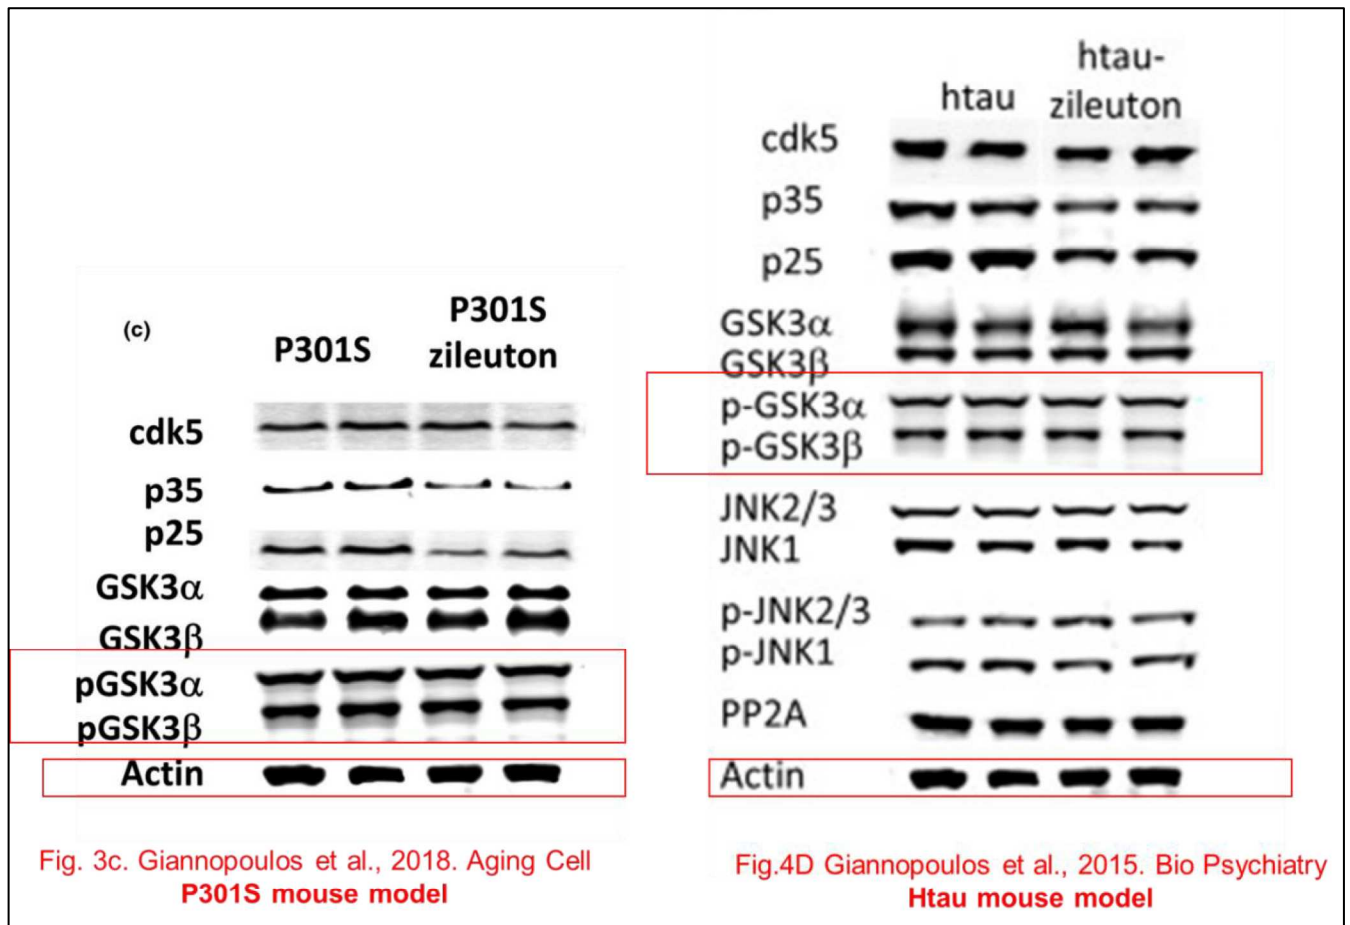 (c)
P301S
P301S
zileuton
cdk5
p35
p25
GSK3α
GSK3β
pGSK3α
pGSK3β
Actin
Fig. 3c. Giannopoulos et al., 2018. Aging Cell
P301S mouse model
htau
htau-
zileuton
cdk5
p35
p25
GSK3α
GSK3β
p-GSK3α
p-GSK3β
JNK2/3
JNK1
p-JNK2/3
p-JNK1
PP2A
Actin
Fig.4D Giannopoulos et al., 2015. Bio Psychiatry
Htau mouse model